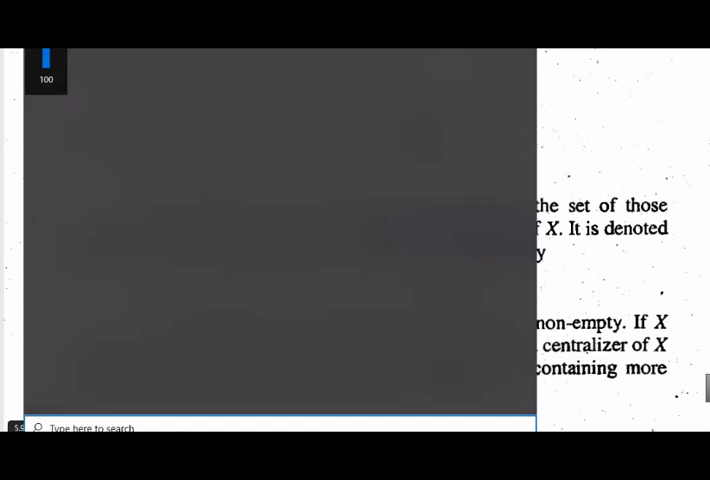 100
the set of those
f X. It is denoted
y
non-empty. If X
centralizer of X
containing more
Type here to search